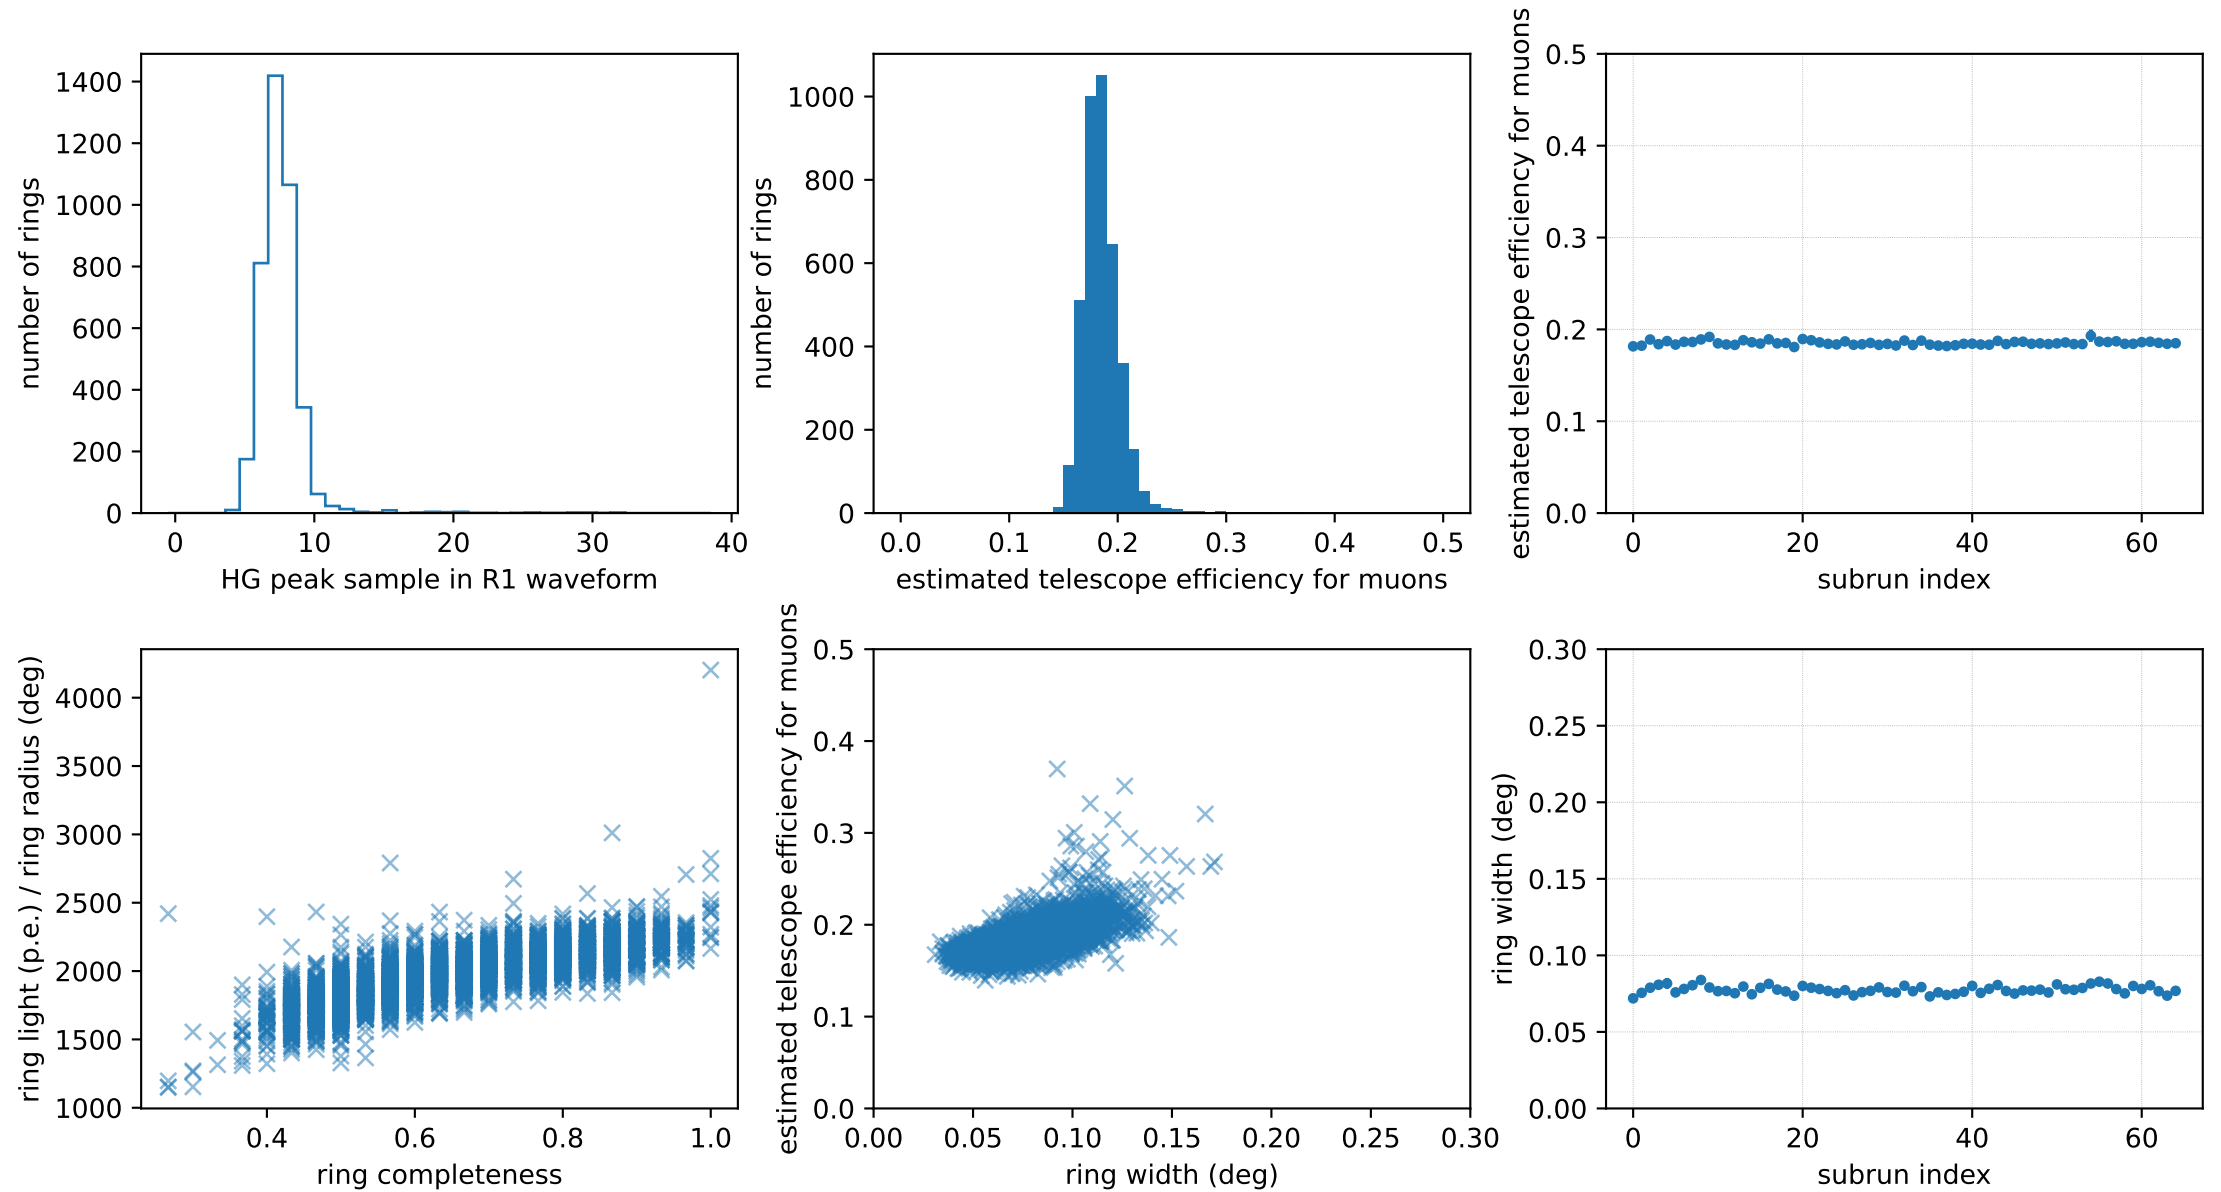 number of rings
1400
1200
1000
800
600
400
200
0
0 10 20 30 40
HG peak sample in R1 waveform
number of rings
1000
800
600
400
200
0
0.0 0.1 0.2 0.3 0.4 0.5
estimated telescope efficiency for muons
estimated telescope efficiency for muons
0.5
0.4
0.3
0.2
0.1
0.0
0 20 40 60
subrun index
ring light (p.e.) / ring radius (deg)
4000
3500
3000
2500
2000
1500
1000
0.4 0.6 0.8 1.0
ring completeness
estimated telescope efficiency for muons
0.5
0.4
0.3
0.2
0.1
0.0
0.00 0.05 0.10 0.15 0.20 0.25 0.30
ring width (deg)
ring width (deg)
0.30
0.25
0.20
0.15
0.10
0.05
0.00
0 20 40 60
subrun index